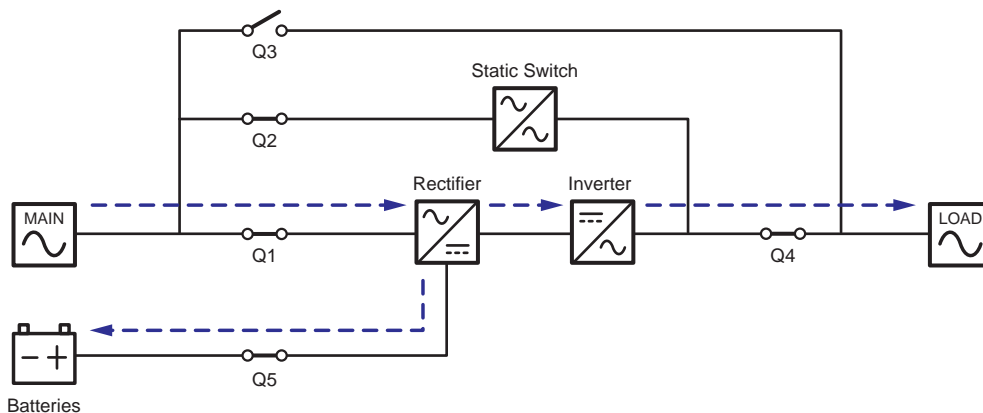 Q3
Static Switch
Q2
Rectifier
Inverter
MAIN
LOAD
Q1
Q4
Q5
Batteries